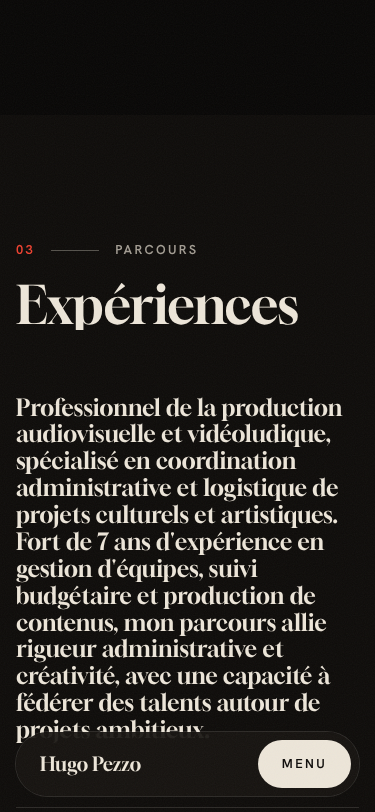 03 PARCOURS
Expériences
Professionnel de la production
audiovisuelle et vidéoludique,
spécialisé en coordination
administrative et logistique de
projets culturels et artistiques.
Fort de 7 ans d'expérience en
gestion d'équipes, suivi
budgétaire et production de
contenus, mon parcours allie
rigueur administrative et
créativité, avec une capacité à
fédérer des talents autour de
projets ambitieux.
Hugo Pezzo MENU